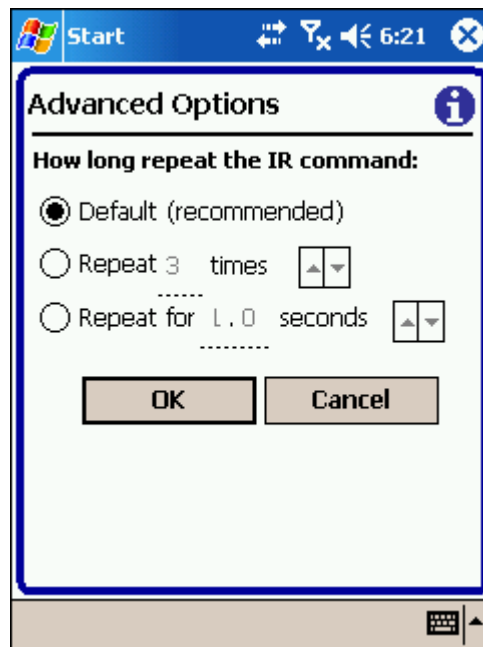 Start 6:21
Advanced Options
How long repeat the IR command:
Default (recommended)
Repeat 3 times
Repeat for 1.0 seconds
OK Cancel